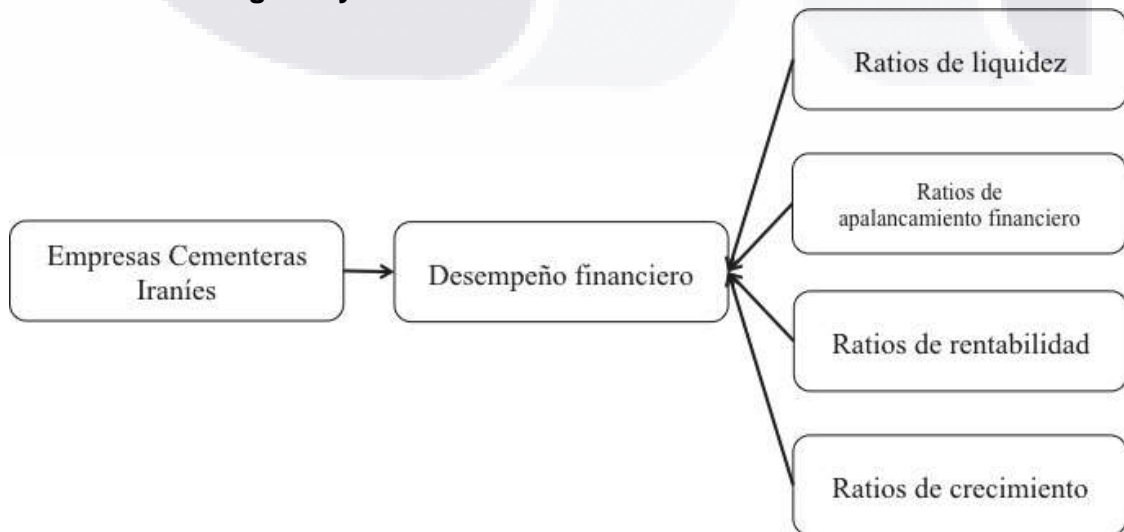 Ratios de liquidez
Ratios de
apalancamiento financiero
Empresas Cementeras
Iraníes
Desempeño financiero
Ratios de rentabilidad
Ratios de crecimiento